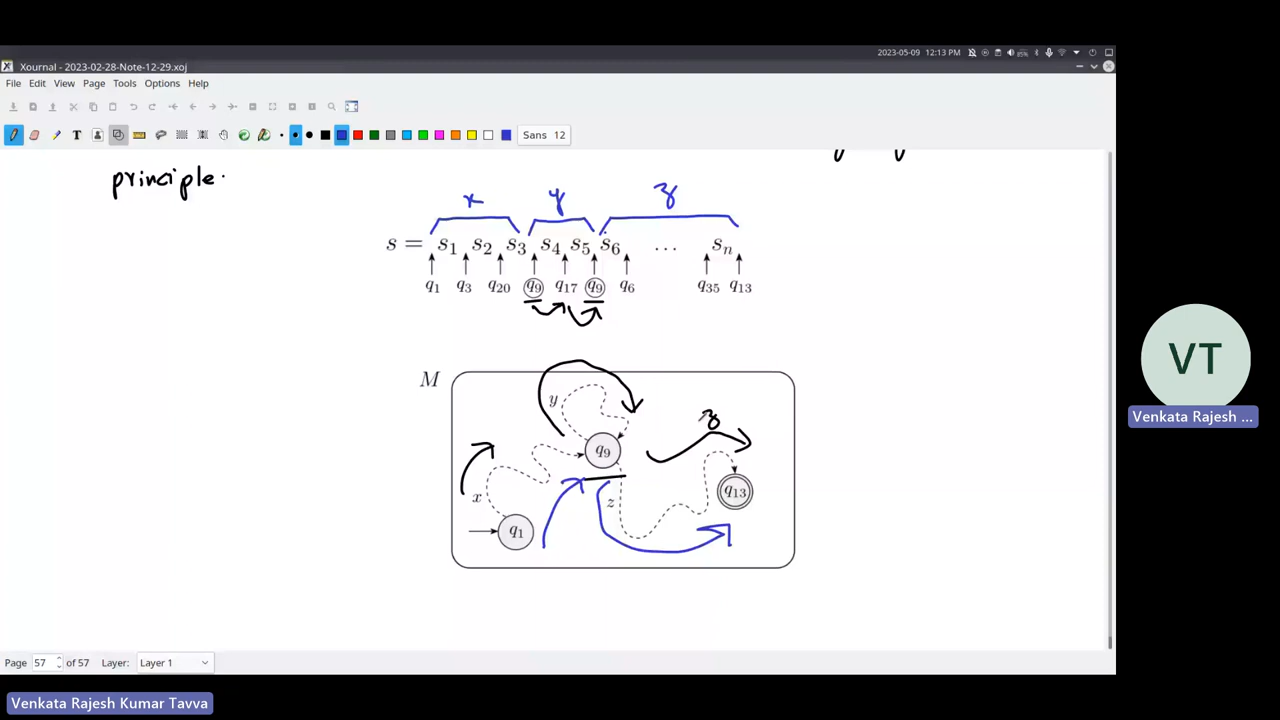 2023-05-09 12:13 PM
Xournal - 2023-02-28-Note-12-29.xoj
File Edit View Page Tools Options Help
Sans 12
principle.
x y z
s = s1 s2 s3 s4 s5 s6 ... sn
q1 q3 q20 q9 q17 q9 q6 q35 q13
M
y
z
q9
x
z
q13
q1
VT
Venkata Rajesh ...
Page 57 of 57 Layer: Layer 1
Venkata Rajesh Kumar Tavva